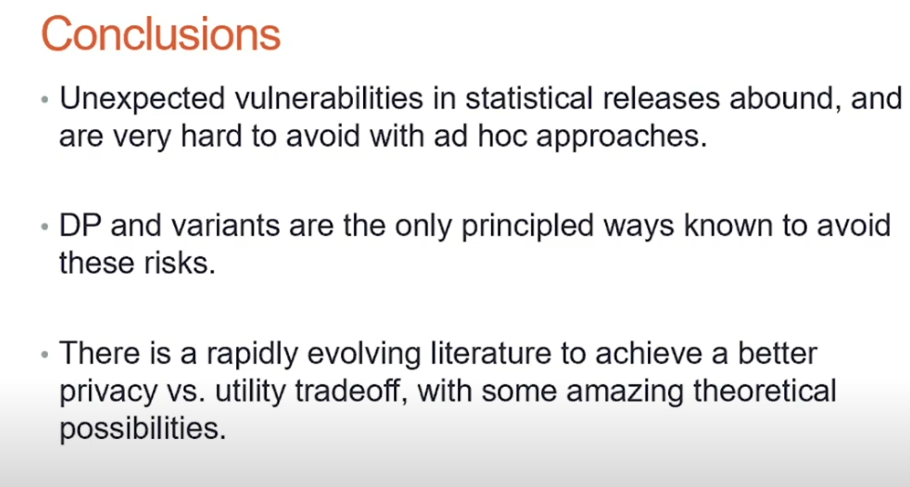 Conclusions
• Unexpected vulnerabilities in statistical releases abound, and
are very hard to avoid with ad hoc approaches.
• DP and variants are the only principled ways known to avoid
these risks.
• There is a rapidly evolving literature to achieve a better
privacy vs. utility tradeoff, with some amazing theoretical
possibilities.